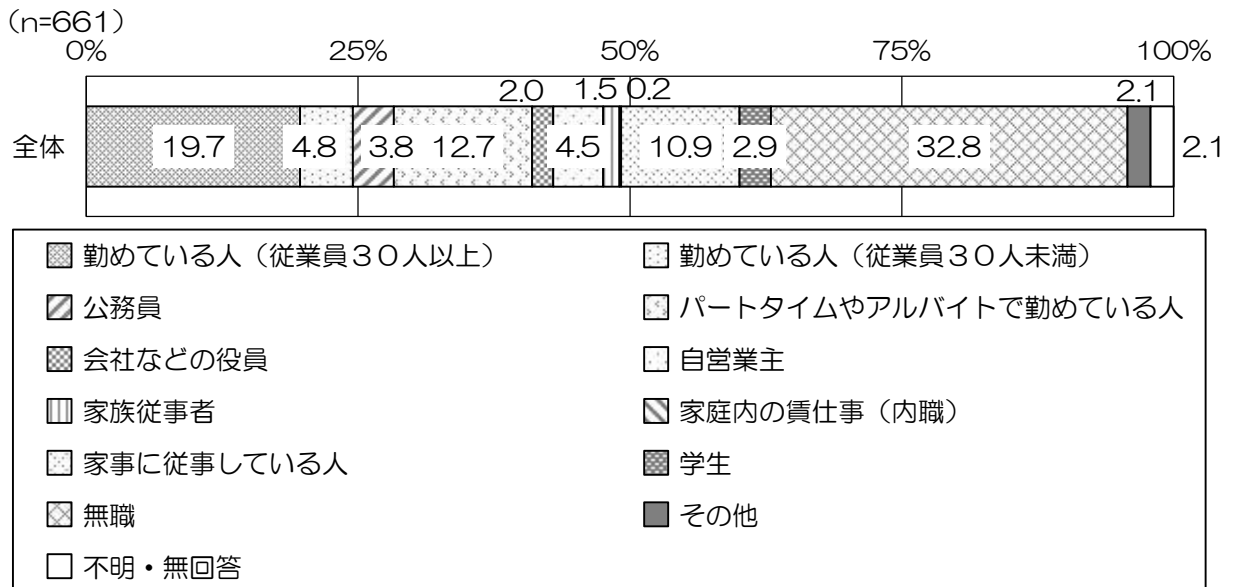 （n=661）
0% 25% 50% 75% 100%
2.0 1.5 0.2 2.1
全体 19.7 4.8 3.8 12.7 4.5 10.9 2.9 32.8 2.1
勤めている人（従業員３０人以上） 勤めている人（従業員３０人未満）
公務員 パートタイムやアルバイトで勤めている人
会社などの役員 自営業主
家族従事者 家庭内の賃仕事（内職）
家事に従事している人 学生
無職 その他
不明・無回答